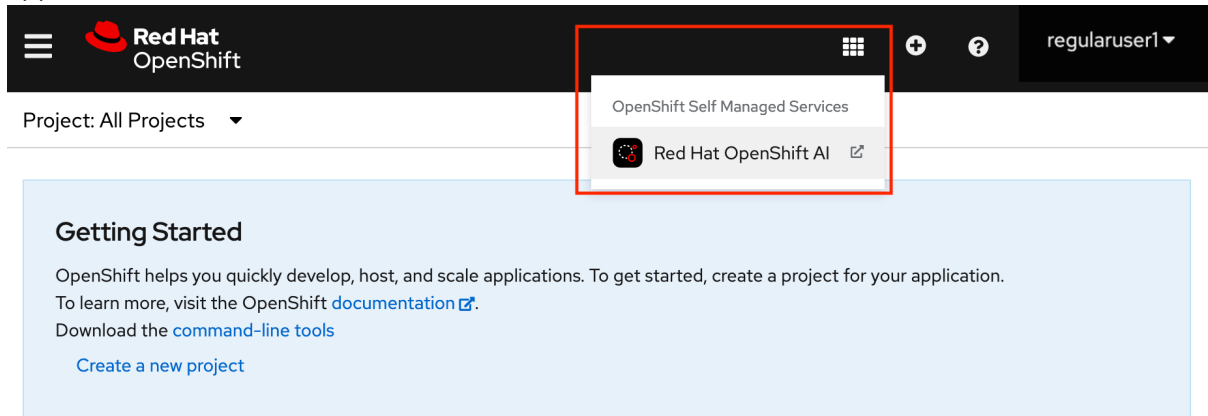 Red Hat
OpenShift
regularuser1
OpenShift Self Managed Services
Project: All Projects
Red Hat OpenShift AI
Getting Started
OpenShift helps you quickly develop, host, and scale applications. To get started, create a project for your application.
To learn more, visit the OpenShift documentation.
Download the command-line tools
Create a new project